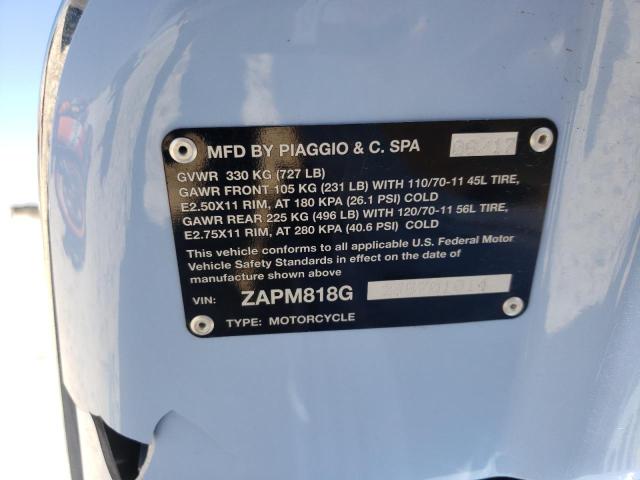 MFD BY PIAGGIO & C. SPA 06/17
GVWR 330 KG (727 LB)
GAWR FRONT 105 KG (231 LB) WITH 110/70-11 45L TIRE,
E2.50X11 RIM, AT 180 KPA (26.1 PSI) COLD
GAWR REAR 225 KG (496 LB) WITH 120/70-11 56L TIRE,
E2.75X11 RIM, AT 280 KPA (40.6 PSI) COLD
This vehicle conforms to all applicable U.S. Federal Motor
Vehicle Safety Standards in effect on the date of
manufacture shown above
VIN: ZAPM818G
TYPE: MOTORCYCLE